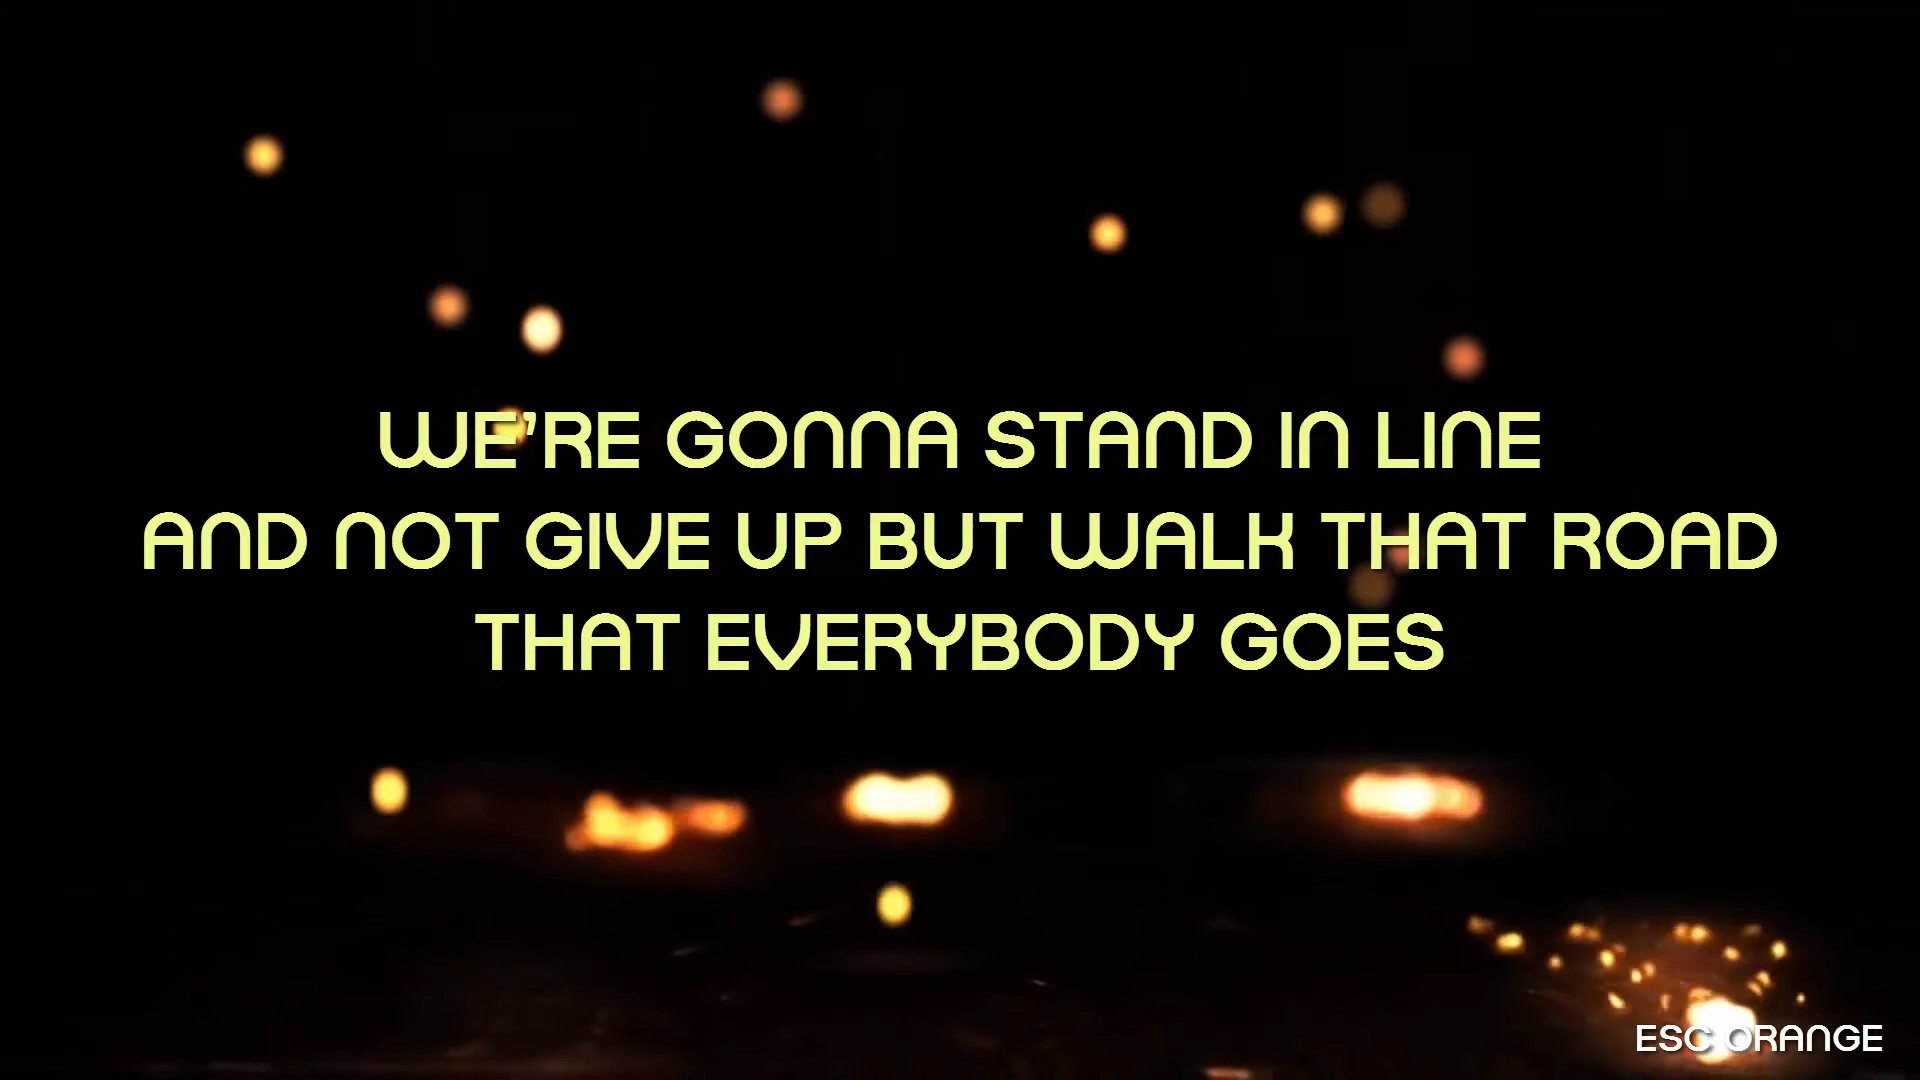 WE'RE GONNA STAND IN LINE
AND NOT GIVE UP BUT WALK THAT ROAD
THAT EVERYBODY GOES
ESC ORANGE